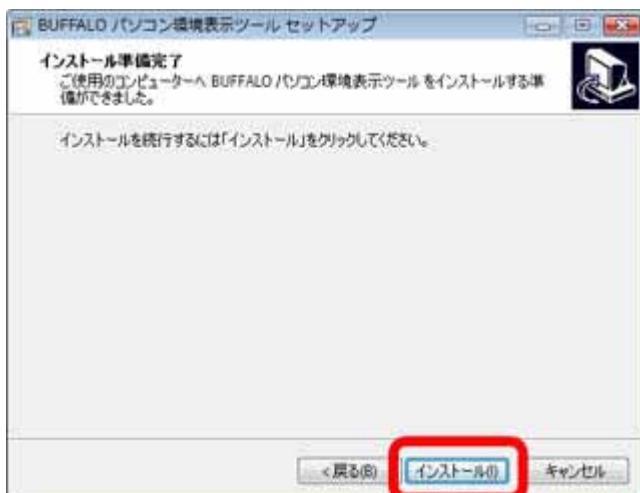 BUFFALO パソコン環境表示ツール セットアップ
インストール準備完了
ご使用のコンピューターへ BUFFALO パソコン環境表示ツール をインストールする準
備ができました。
インストールを続行するには「インストール」をクリックしてください。
< 戻る(B)
インストール(I)
キャンセル